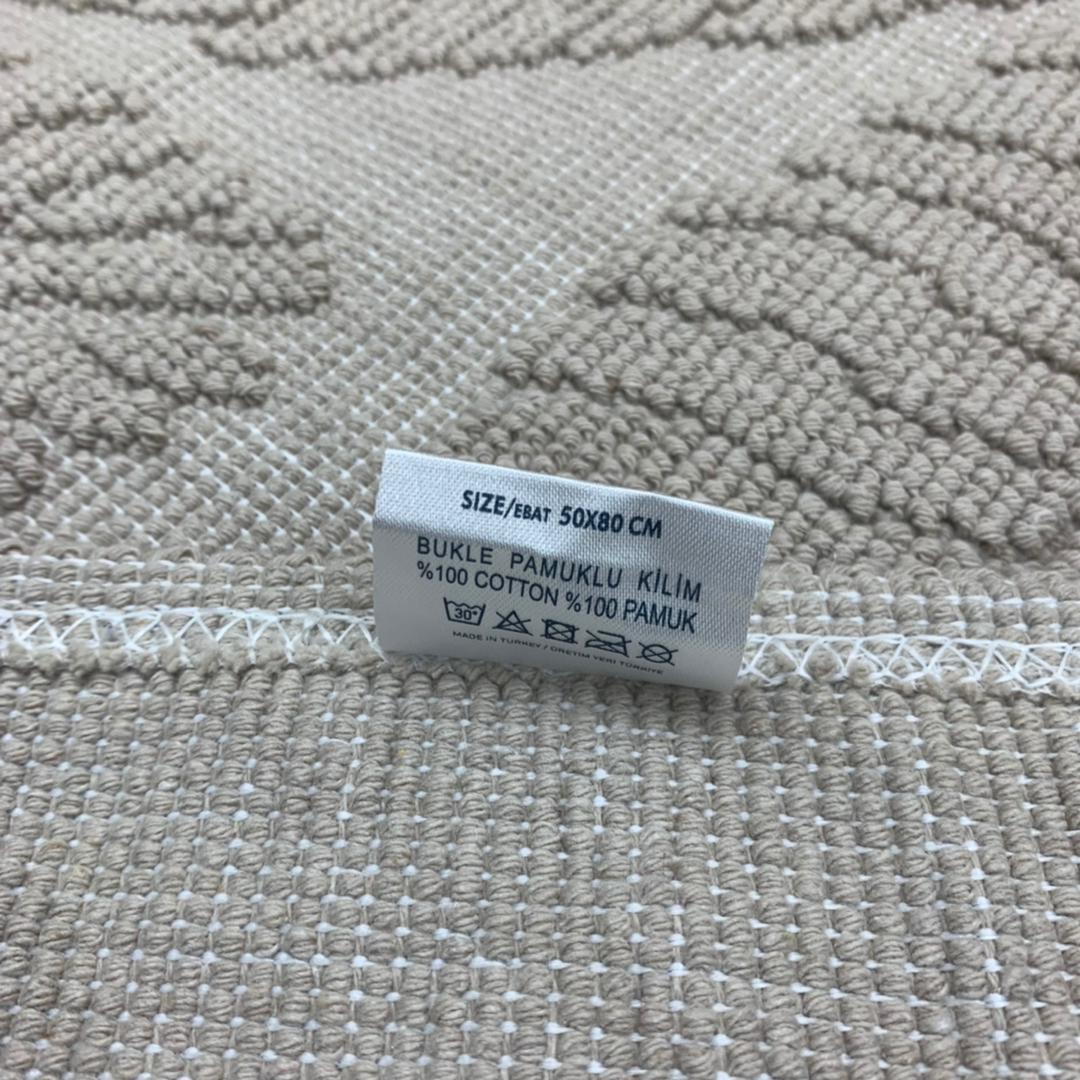 SIZE/EBAT 50X80 CM
BUKLE PAMUKLU KİLİM
%100 COTTON %100 PAMUK
30°
MADE IN TURKEY / ÜRETİM YERİ TÜRKİYE